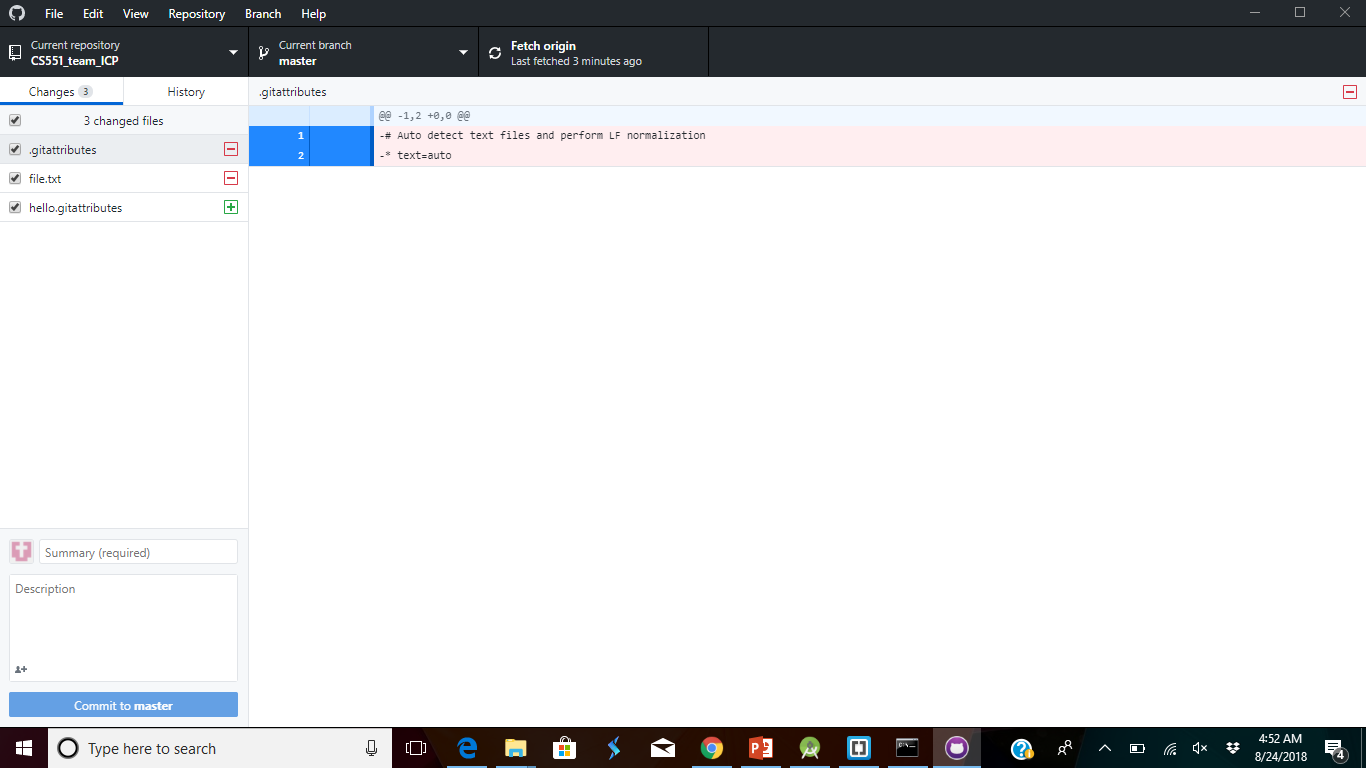 File Edit View Repository Branch Help
Current repository
CS551_team_ICP
Current branch
master
Fetch origin
Last fetched 3 minutes ago
Changes 3 History
3 changed files
.gitattributes
file.txt
hello.gitattributes
.gitattributes
@@ -1,2 +0,0 @@
1 -# Auto detect text files and perform LF normalization
2 -* text=auto
Summary (required)
Description
Commit to master
Type here to search
4:52 AM
8/24/2018
4